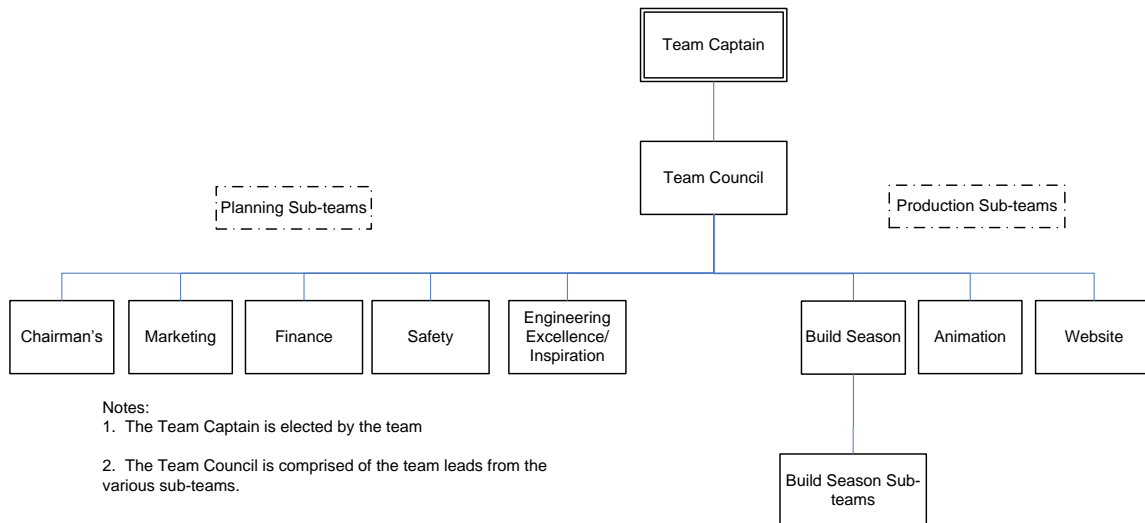 Team Captain
Team Council
Planning Sub-teams
Production Sub-teams
Chairman’s
Marketing
Finance
Safety
Engineering
Excellence/
Inspiration
Build Season
Animation
Website
Notes:
1.  The Team Captain is elected by the team
2.  The Team Council is comprised of the team leads from the
various sub-teams.
Build Season Sub-
teams